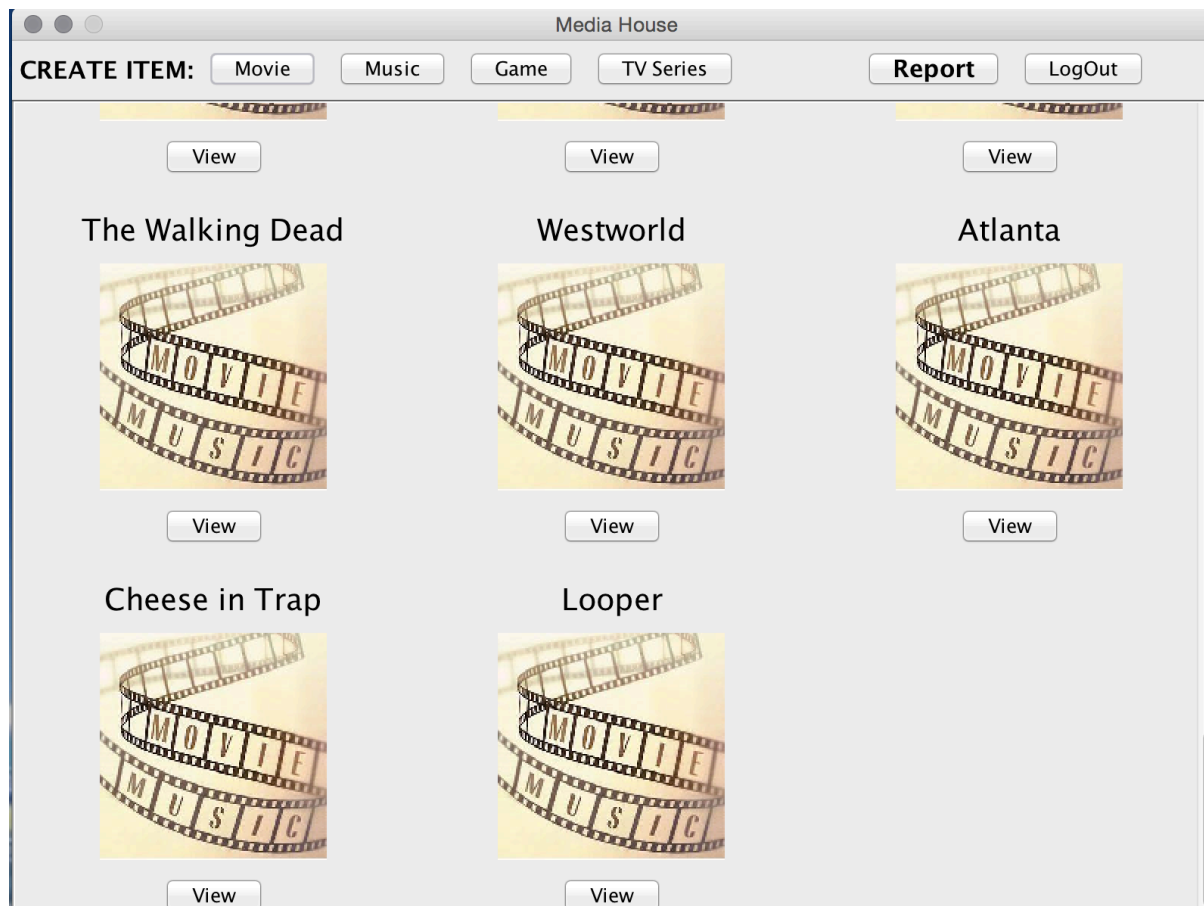 Media House
CREATE ITEM: Movie Music Game TV Series Report LogOut
View View View
The Walking Dead Westworld Atlanta
MOVIE MOVIE MOVIE
MUSIC MUSIC MUSIC
View View View
Cheese in Trap Looper
MOVIE MOVIE
MUSIC MUSIC
View View